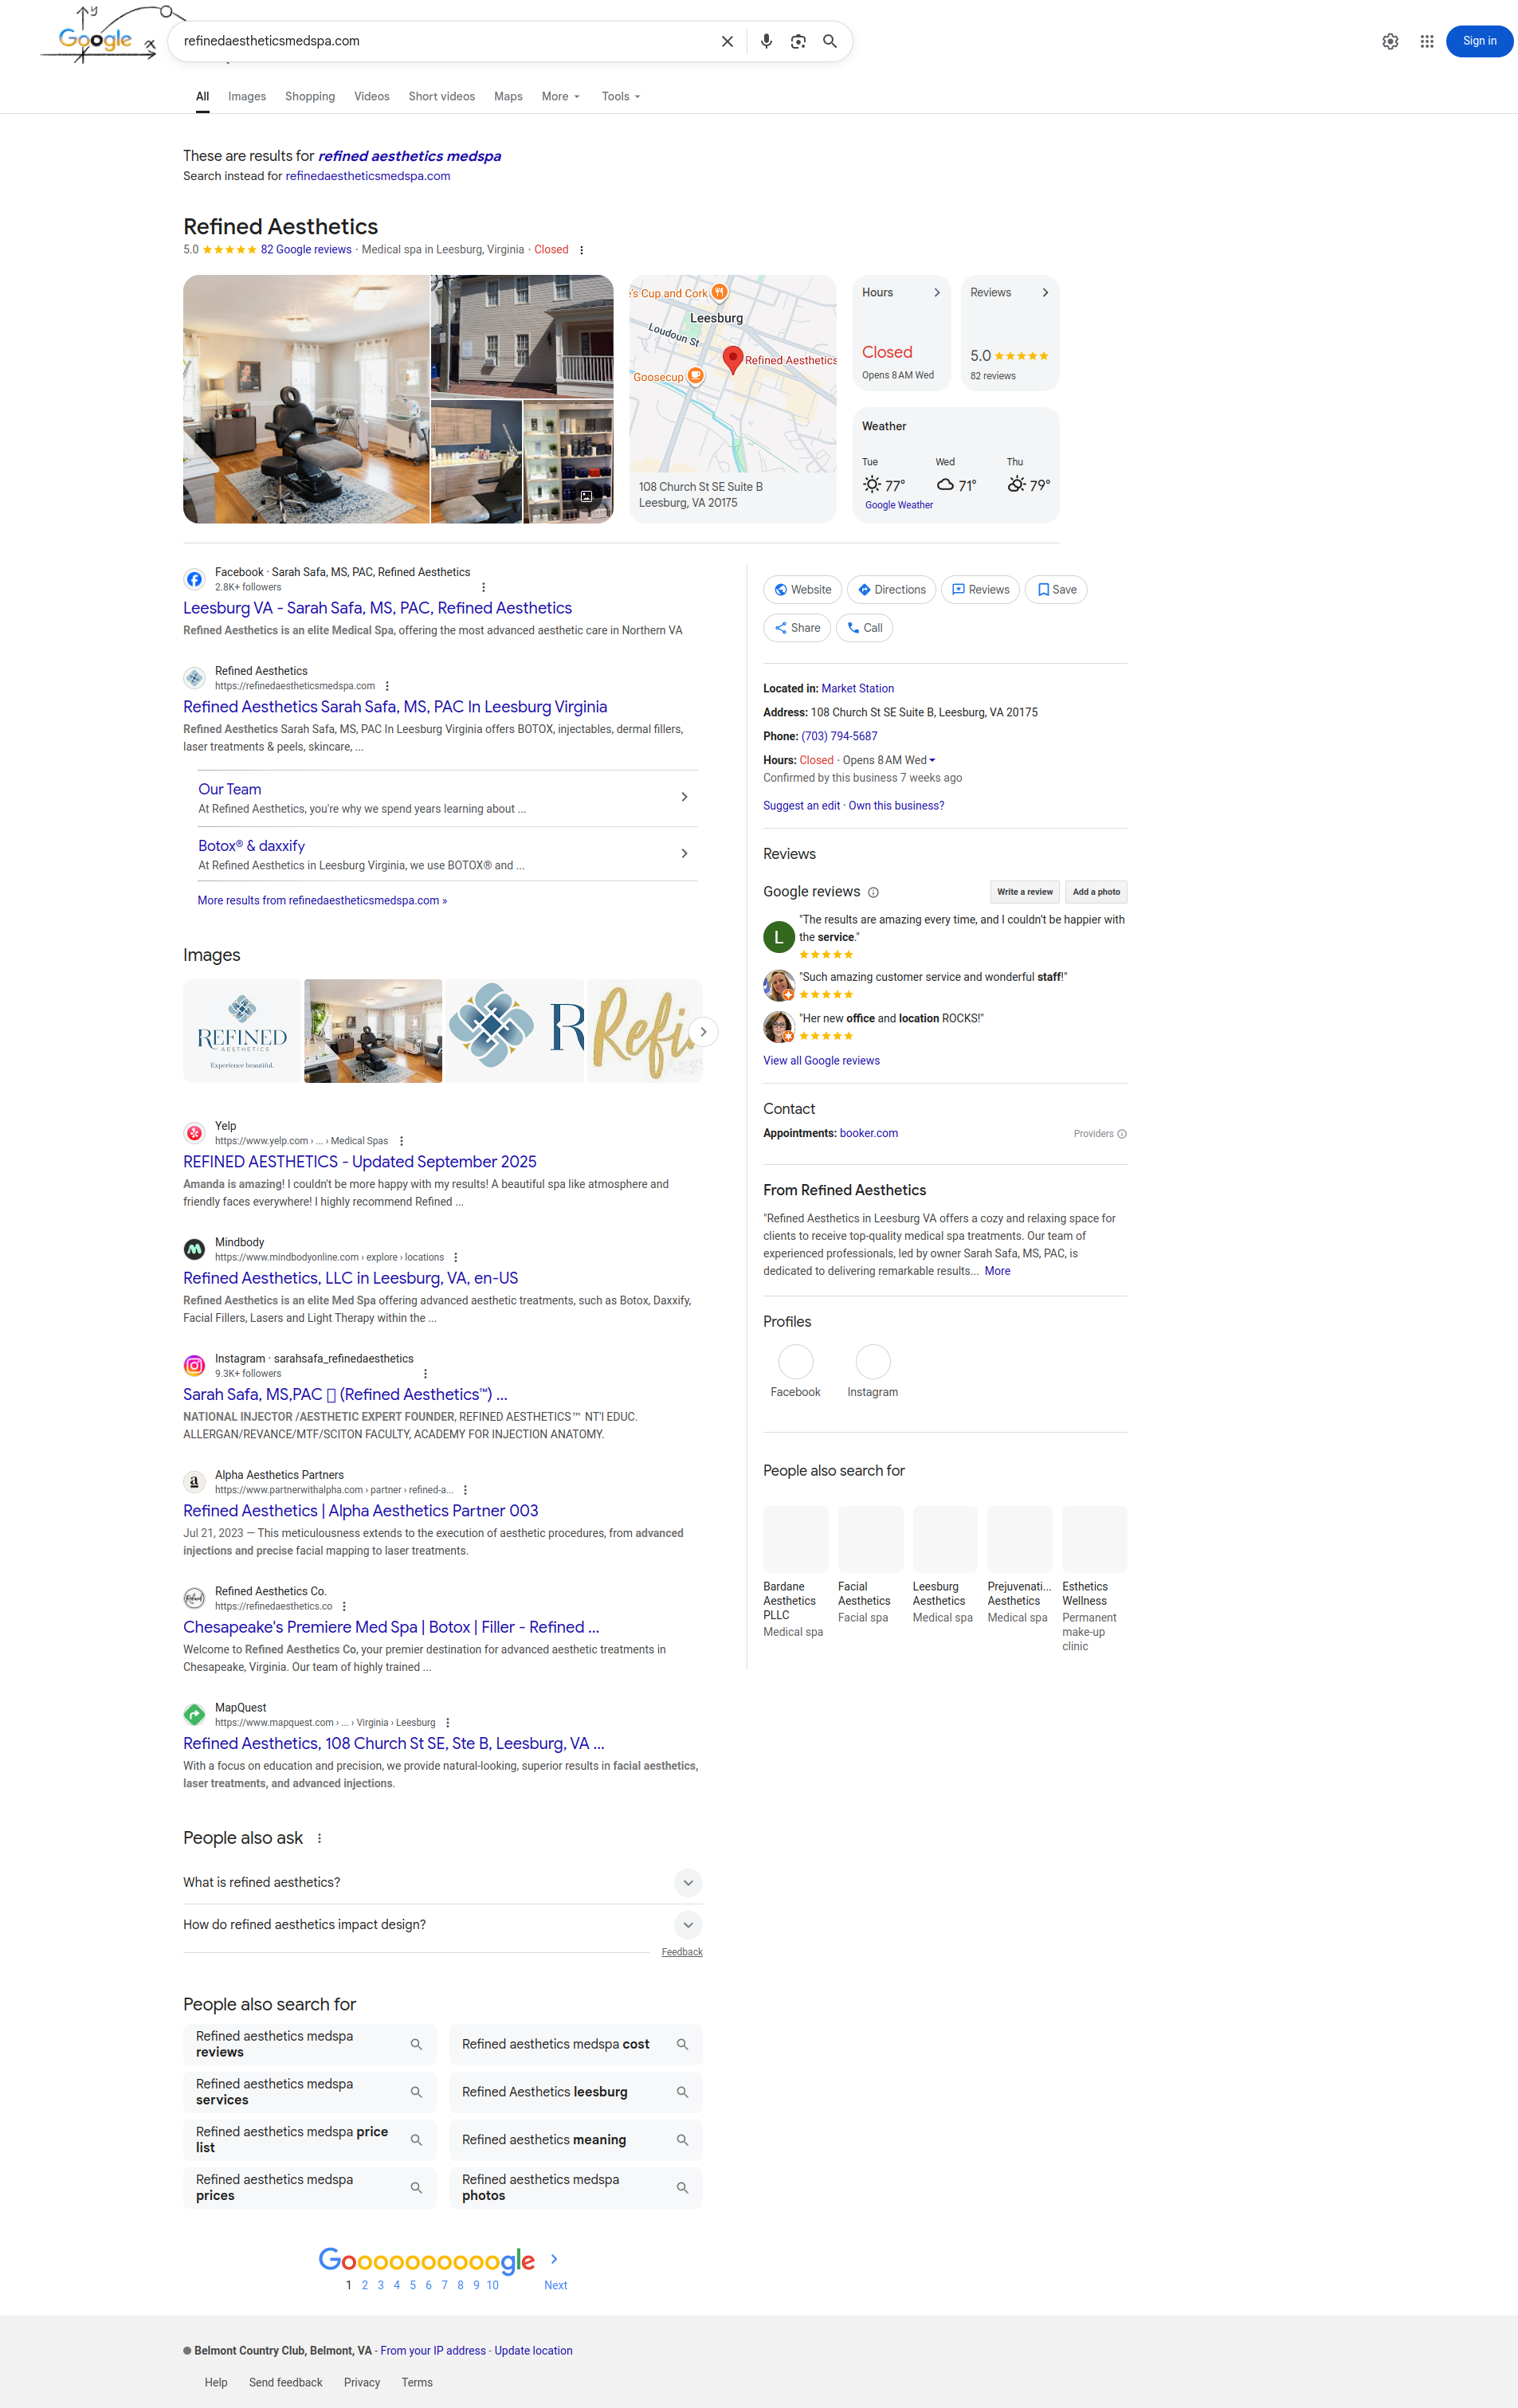 y
Google
x
refinedaestheticsmedspa.com
Sign in
All Images Shopping Videos Short videos Maps More Tools
These are results for refined aesthetics medspa
Search instead for refinedaestheticsmedspa.com
Refined Aesthetics
5.0 82 Google reviews · Medical spa in Leesburg, Virginia · Closed
's Cup and Cork
Leesburg
Loudoun St
Refined Aesthetics
Goosecup
108 Church St SE Suite B
Leesburg, VA 20175
Hours
Closed
Opens 8 AM Wed
Reviews
5.0
82 reviews
Weather
Tue Wed Thu
77° 71° 79°
Google Weather
Facebook · Sarah Safa, MS, PAC, Refined Aesthetics
2.8K+ followers
Leesburg VA - Sarah Safa, MS, PAC, Refined Aesthetics
Refined Aesthetics is an elite Medical Spa, offering the most advanced aesthetic care in Northern VA
Refined Aesthetics
https://refinedaestheticsmedspa.com
Refined Aesthetics Sarah Safa, MS, PAC In Leesburg Virginia
Refined Aesthetics Sarah Safa, MS, PAC In Leesburg Virginia offers BOTOX, injectables, dermal fillers,
laser treatments & peels, skincare, ...
Our Team
At Refined Aesthetics, you're why we spend years learning about ...
Botox® & daxxify
At Refined Aesthetics in Leesburg Virginia, we use BOTOX® and ...
More results from refinedaestheticsmedspa.com »
Images
REFINED
AESTHETICS
Experience beautiful.
R
Refi
Yelp
https://www.yelp.com › ... › Medical Spas
REFINED AESTHETICS - Updated September 2025
Amanda is amazing! I couldn't be more happy with my results! A beautiful spa like atmosphere and
friendly faces everywhere! I highly recommend Refined ...
Mindbody
https://www.mindbodyonline.com › explore › locations
Refined Aesthetics, LLC in Leesburg, VA, en-US
Refined Aesthetics is an elite Med Spa offering advanced aesthetic treatments, such as Botox, Daxxify,
Facial Fillers, Lasers and Light Therapy within the ...
Instagram · sarahsafa_refinedaesthetics
9.3K+ followers
Sarah Safa, MS,PAC (Refined Aesthetics™) ...
NATIONAL INJECTOR /AESTHETIC EXPERT FOUNDER, REFINED AESTHETICS™ NT'l EDUC.
ALLERGAN/REVANCE/MTF/SCITON FACULTY, ACADEMY FOR INJECTION ANATOMY.
a
Alpha Aesthetics Partners
https://www.partnerwithalpha.com › partner › refined-a...
Refined Aesthetics | Alpha Aesthetics Partner 003
Jul 21, 2023 — This meticulousness extends to the execution of aesthetic procedures, from advanced
injections and precise facial mapping to laser treatments.
Refined Aesthetics Co.
https://refinedaesthetics.co
Chesapeake's Premiere Med Spa | Botox | Filler - Refined ...
Welcome to Refined Aesthetics Co, your premier destination for advanced aesthetic treatments in
Chesapeake, Virginia. Our team of highly trained ...
MapQuest
https://www.mapquest.com › ... › Virginia › Leesburg
Refined Aesthetics, 108 Church St SE, Ste B, Leesburg, VA ...
With a focus on education and precision, we provide natural-looking, superior results in facial aesthetics,
laser treatments, and advanced injections.
People also ask
What is refined aesthetics?
How do refined aesthetics impact design?
Feedback
People also search for
Refined aesthetics medspa
reviews
Refined aesthetics medspa cost
Refined aesthetics medspa
services
Refined Aesthetics leesburg
Refined aesthetics medspa price
list
Refined aesthetics meaning
Refined aesthetics medspa
prices
Refined aesthetics medspa
photos
Website Directions Reviews Save
Share Call
Located in: Market Station
Address: 108 Church St SE Suite B, Leesburg, VA 20175
Phone: (703) 794-5687
Hours: Closed · Opens 8 AM Wed
Confirmed by this business 7 weeks ago
Suggest an edit · Own this business?
Reviews
Google reviews Write a review Add a photo
L
"The results are amazing every time, and I couldn't be happier with
the service."
"Such amazing customer service and wonderful staff!"
"Her new office and location ROCKS!"
View all Google reviews
Contact
Appointments: booker.com Providers
From Refined Aesthetics
"Refined Aesthetics in Leesburg VA offers a cozy and relaxing space for
clients to receive top-quality medical spa treatments. Our team of
experienced professionals, led by owner Sarah Safa, MS, PAC, is
dedicated to delivering remarkable results... More
Profiles
Facebook Instagram
People also search for
Bardane
Aesthetics
PLLC
Medical spa
Facial
Aesthetics
Facial spa
Leesburg
Aesthetics
Medical spa
Prejuvenati...
Aesthetics
Medical spa
Esthetics
Wellness
Permanent
make-up
clinic
Goooooooooogle
1 2 3 4 5 6 7 8 9 10 Next
Belmont Country Club, Belmont, VA - From your IP address - Update location
Help Send feedback Privacy Terms